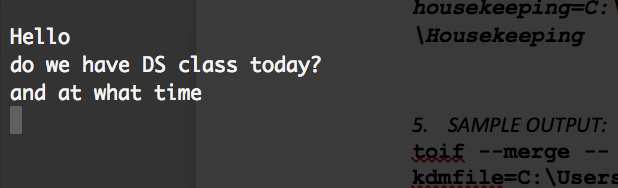 housekeeping=C:\
\Housekeeping
Hello
do we have DS class today?
and at what time
5. SAMPLE OUTPUT:
toif --merge --
kdmfile=C:\Users